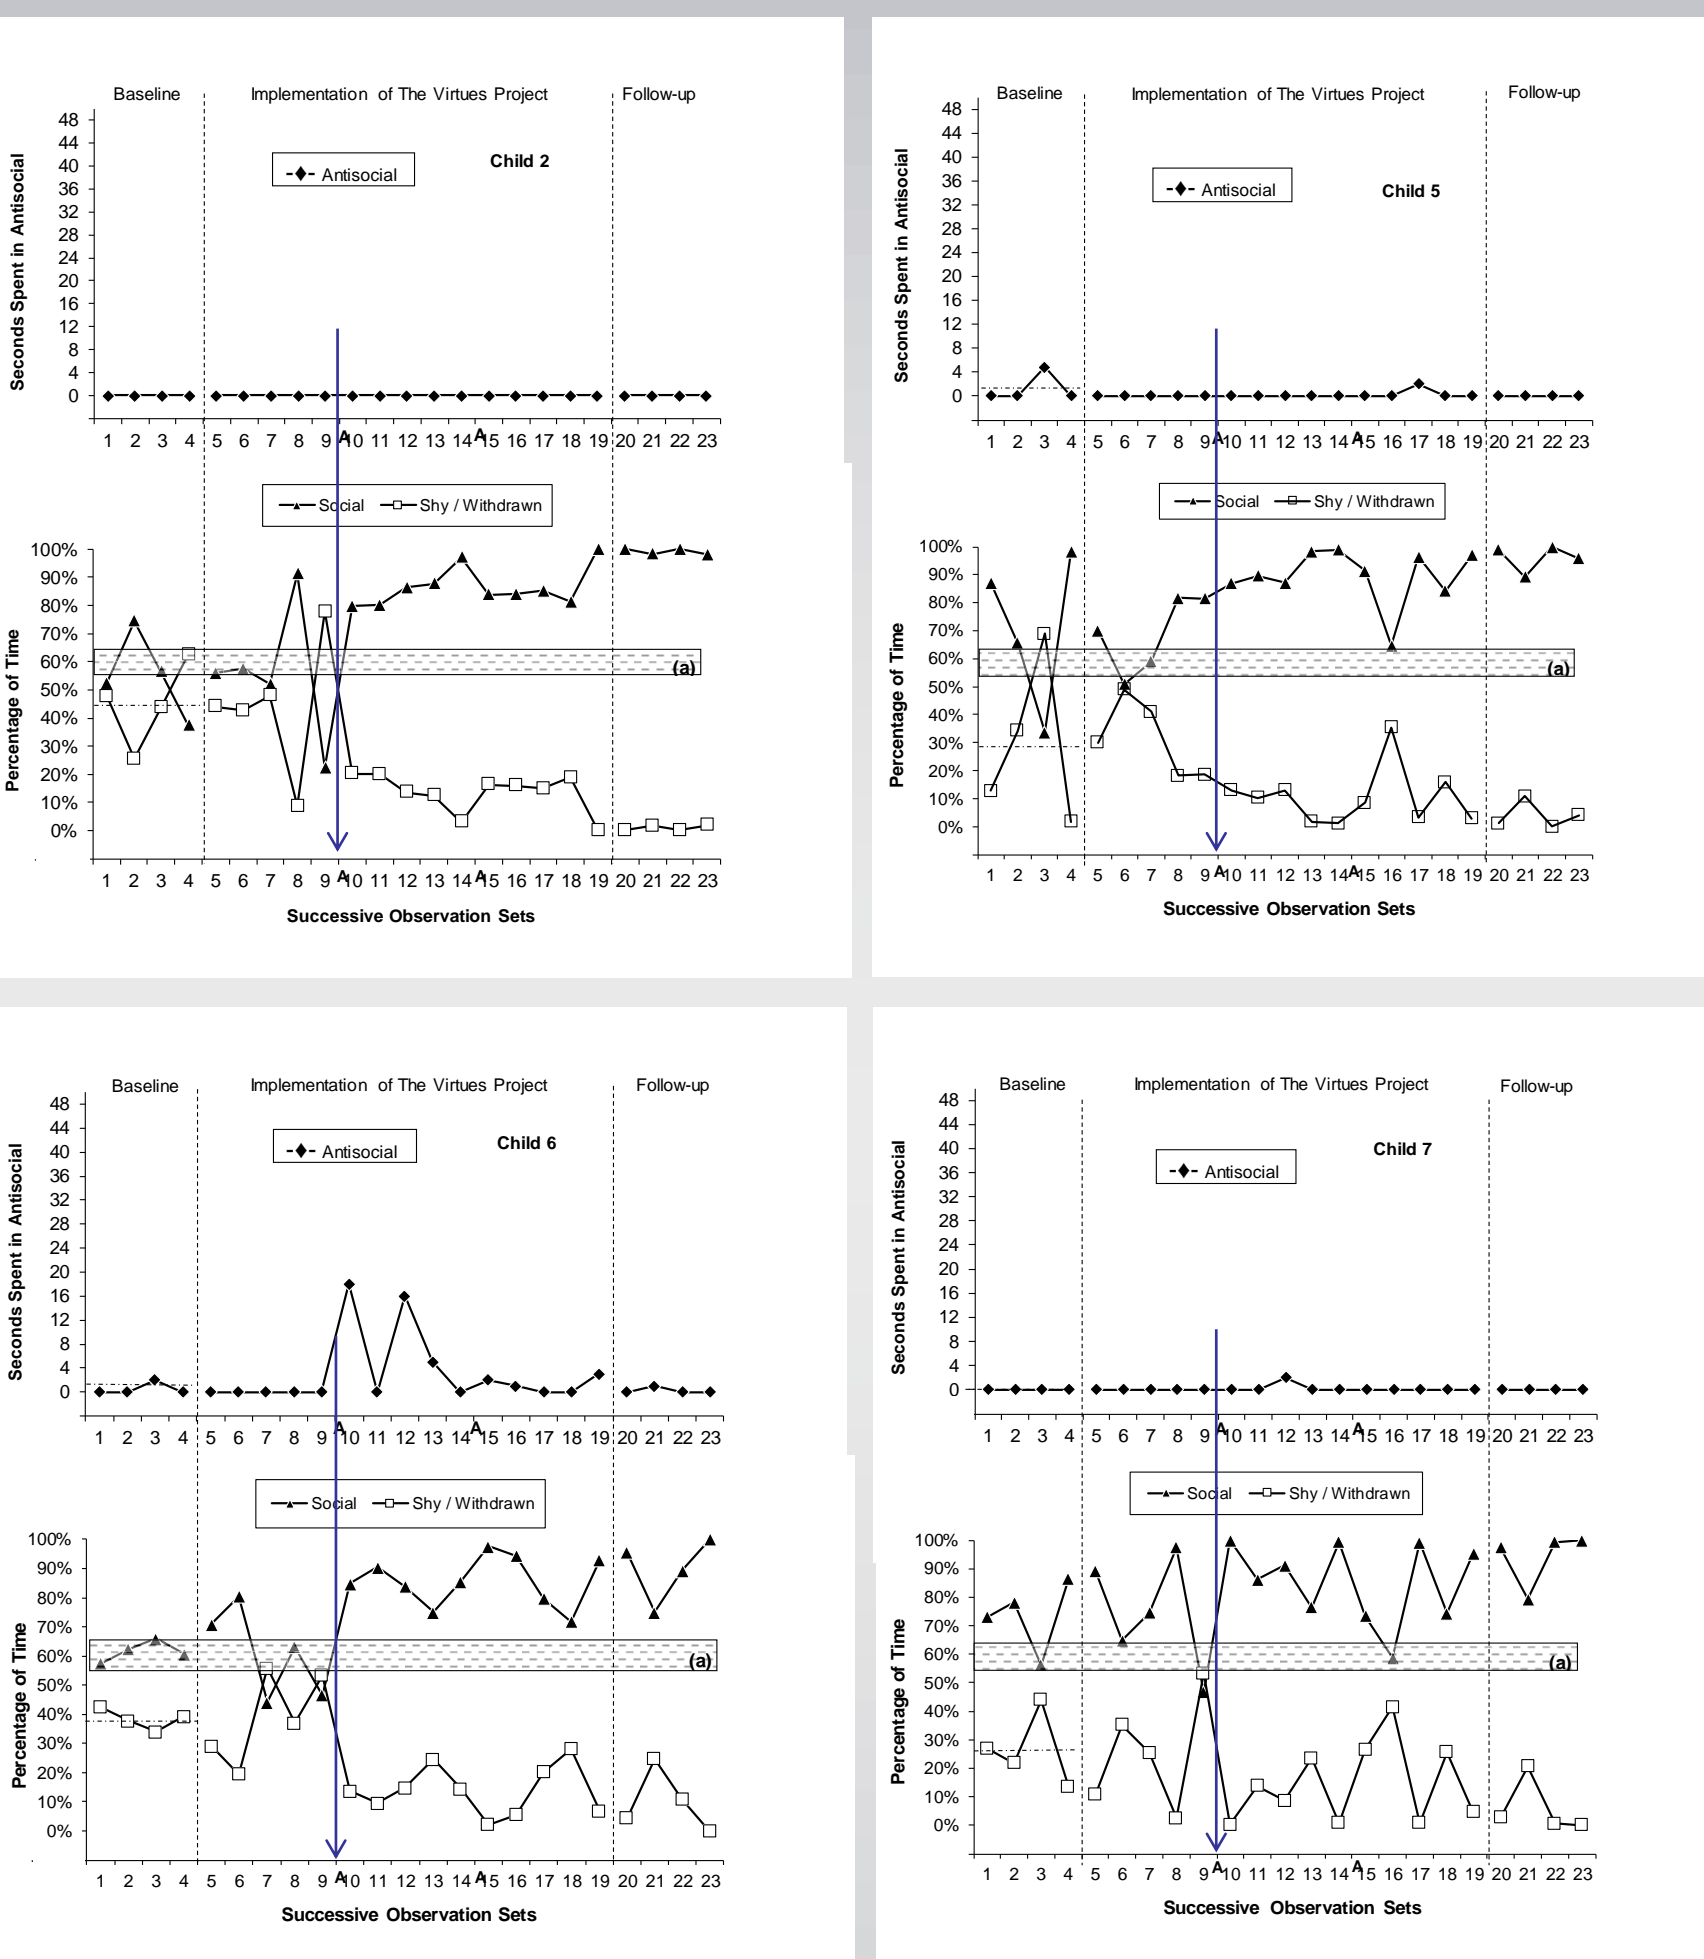 Baseline Implementation of The Virtues Project Follow-up
Child 2
Antisocial
Seconds Spent in Antisocial
48
44
40
36
32
28
24
20
16
12
8
4
0
1 2 3 4 5 6 7 8 9 A 10 11 12 13 14 A 15 16 17 18 19 20 21 22 23
Social Shy / Withdrawn
Percentage of Time
100%
90%
80%
70%
60%
50%
40%
30%
20%
10%
0%
(a)
1 2 3 4 5 6 7 8 9 A 10 11 12 13 14 A 15 16 17 18 19 20 21 22 23
Successive Observation Sets
Baseline Implementation of The Virtues Project Follow-up
Child 5
Antisocial
Seconds Spent in Antisocial
48
44
40
36
32
28
24
20
16
12
8
4
0
1 2 3 4 5 6 7 8 9 A 10 11 12 13 14 A 15 16 17 18 19 20 21 22 23
Social Shy / Withdrawn
Percentage of Time
100%
90%
80%
70%
60%
50%
40%
30%
20%
10%
0%
(a)
1 2 3 4 5 6 7 8 9 A 10 11 12 13 14 A 15 16 17 18 19 20 21 22 23
Successive Observation Sets
Baseline Implementation of The Virtues Project Follow-up
Child 6
Antisocial
Seconds Spent in Antisocial
48
44
40
36
32
28
24
20
16
12
8
4
0
1 2 3 4 5 6 7 8 9 A 10 11 12 13 14 A 15 16 17 18 19 20 21 22 23
Social Shy / Withdrawn
Percentage of Time
100%
90%
80%
70%
60%
50%
40%
30%
20%
10%
0%
(a)
1 2 3 4 5 6 7 8 9 A 10 11 12 13 14 A 15 16 17 18 19 20 21 22 23
Successive Observation Sets
Baseline Implementation of The Virtues Project Follow-up
Child 7
Antisocial
Seconds Spent in Antisocial
48
44
40
36
32
28
24
20
16
12
8
4
0
1 2 3 4 5 6 7 8 9 A 10 11 12 13 14 A 15 16 17 18 19 20 21 22 23
Social Shy / Withdrawn
Percentage of Time
100%
90%
80%
70%
60%
50%
40%
30%
20%
10%
0%
(a)
1 2 3 4 5 6 7 8 9 A 10 11 12 13 14 A 15 16 17 18 19 20 21 22 23
Successive Observation Sets